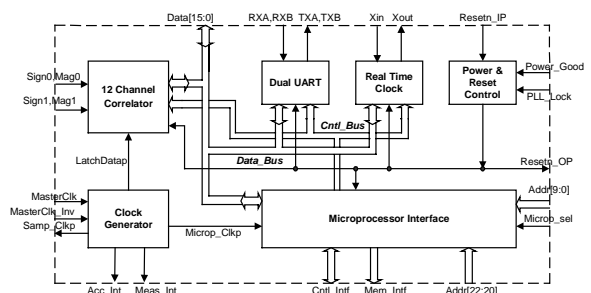 Data[15:0] RXA,RXB TXA,TXB Xin Xout Resetn_IP
Sign0,Mag0
Sign1,Mag1
12 Channel
Correlator
Dual UART
Real Time
Clock
Power &
Reset
Control
Power_Good
PLL_Lock
Cntl_Bus
LatchDatap
Data_Bus
Resetn_OP
MasterClk
MasterClk_Inv
Samp_Clkp
Clock
Generator
Microp_Clkp
Microprocessor Interface
Addr[9:0]
Microp_sel
Acc_Int Meas_Int Cntl_Intf Mem_Intf Addr[22:20]